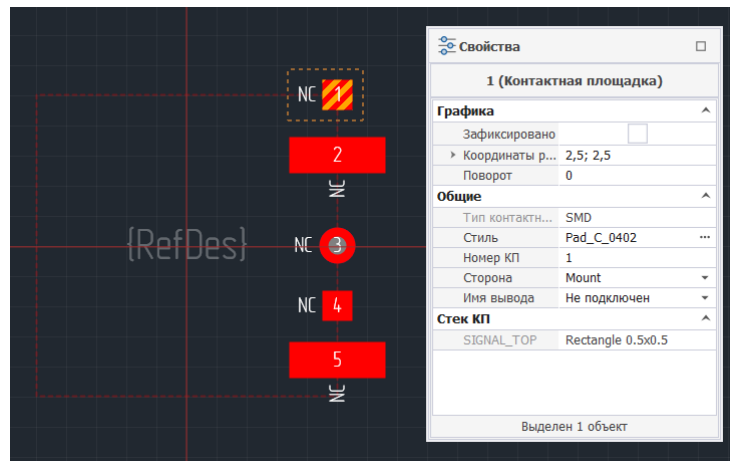 NC 1
2
NC
{RefDes}
NC 3
NC 4
5
NC
Свойства
1 (Контактная площадка)
Графика
Зафиксировано
Координаты р... 2,5; 2,5
Поворот 0
Общие
Тип контактн... SMD
Стиль Pad_C_0402 ...
Номер КП 1
Сторона Mount
Имя вывода Не подключен
Стек КП
SIGNAL_TOP Rectangle 0.5x0.5
Выделен 1 объект